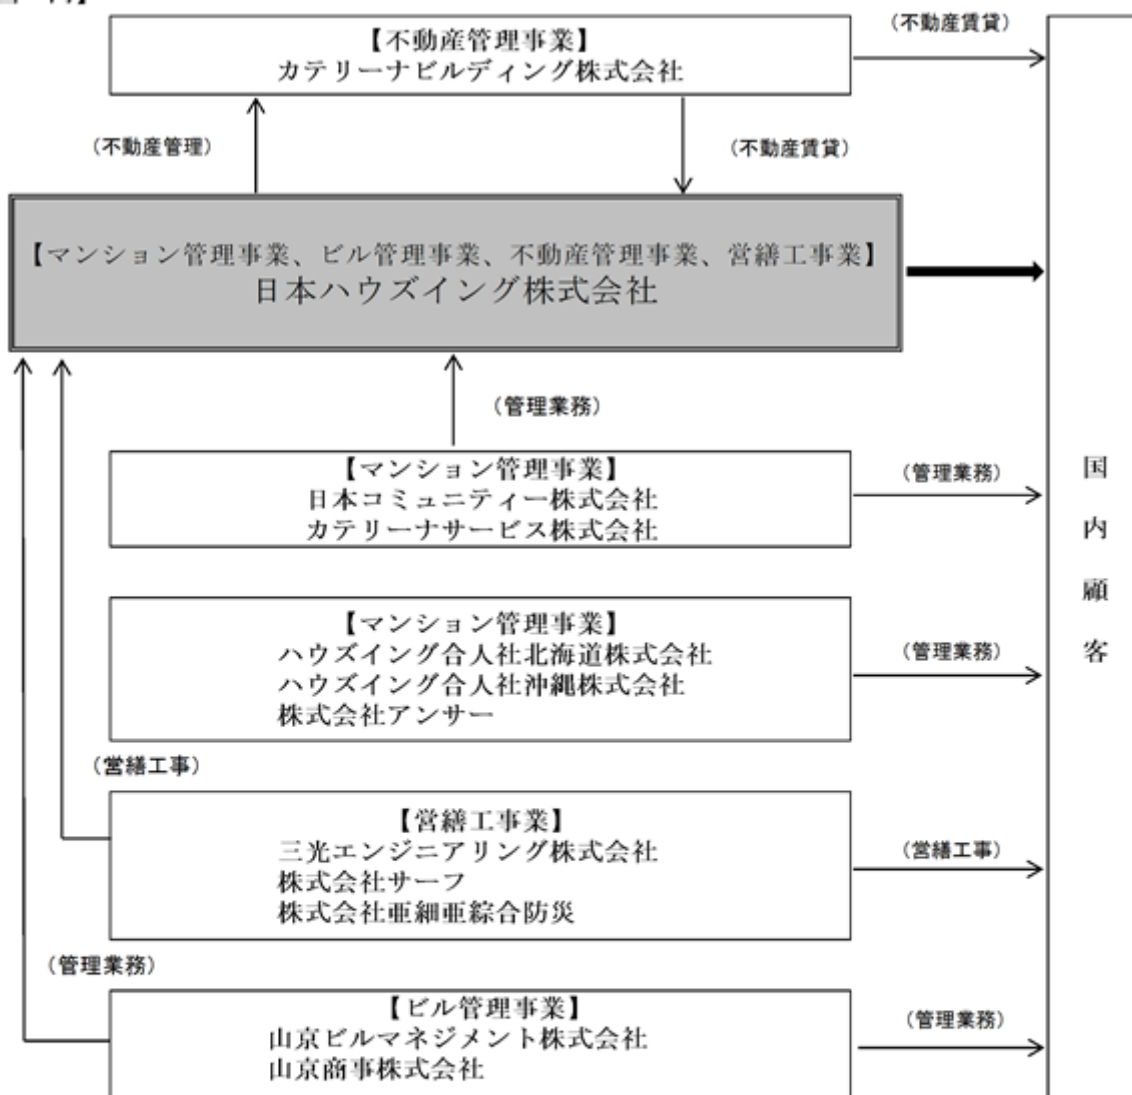 【不動産管理事業】
カテリーナビルディング株式会社
（不動産賃貸）
（不動産管理）
（不動産賃貸）
【マンション管理事業、ビル管理事業、不動産管理事業、営繕工事業】
日本ハウズイング株式会社
（管理業務）
【マンション管理事業】
日本コミュニティー株式会社
カテリーナサービス株式会社
（管理業務）
【マンション管理事業】
ハウズイング合人社北海道株式会社
ハウズイング合人社沖縄株式会社
株式会社アンサー
（管理業務）
（営繕工事）
【営繕工事業】
三光エンジニアリング株式会社
株式会社サーフ
株式会社亜細亜綜合防災
（営繕工事）
（管理業務）
【ビル管理事業】
山京ビルマネジメント株式会社
山京商事株式会社
（管理業務）
国内顧客